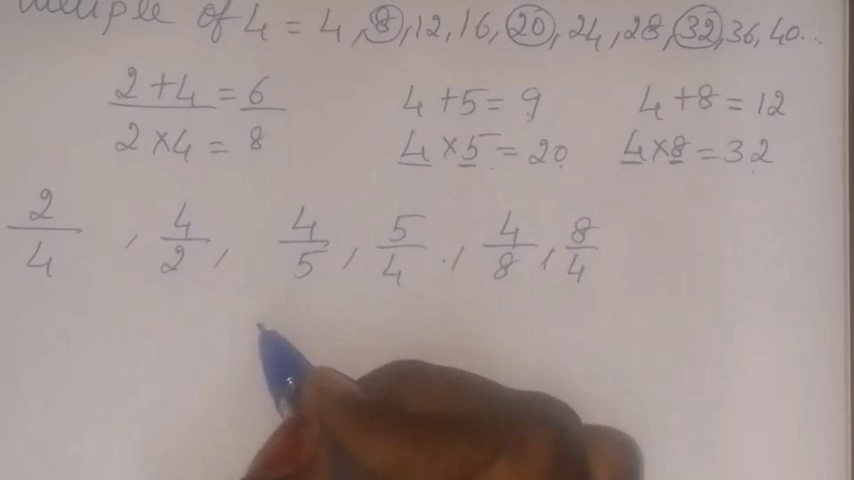 Multiple of 4 = 4, 8, 12, 16, 20, 24, 28, 32, 36, 40...
2+4 = 6    4+5 = 9    4+8 = 12
2×4 = 8    4×5 = 20    4×8 = 32
2/4, 4/2, 4/5, 5/4, 4/8, 8/4